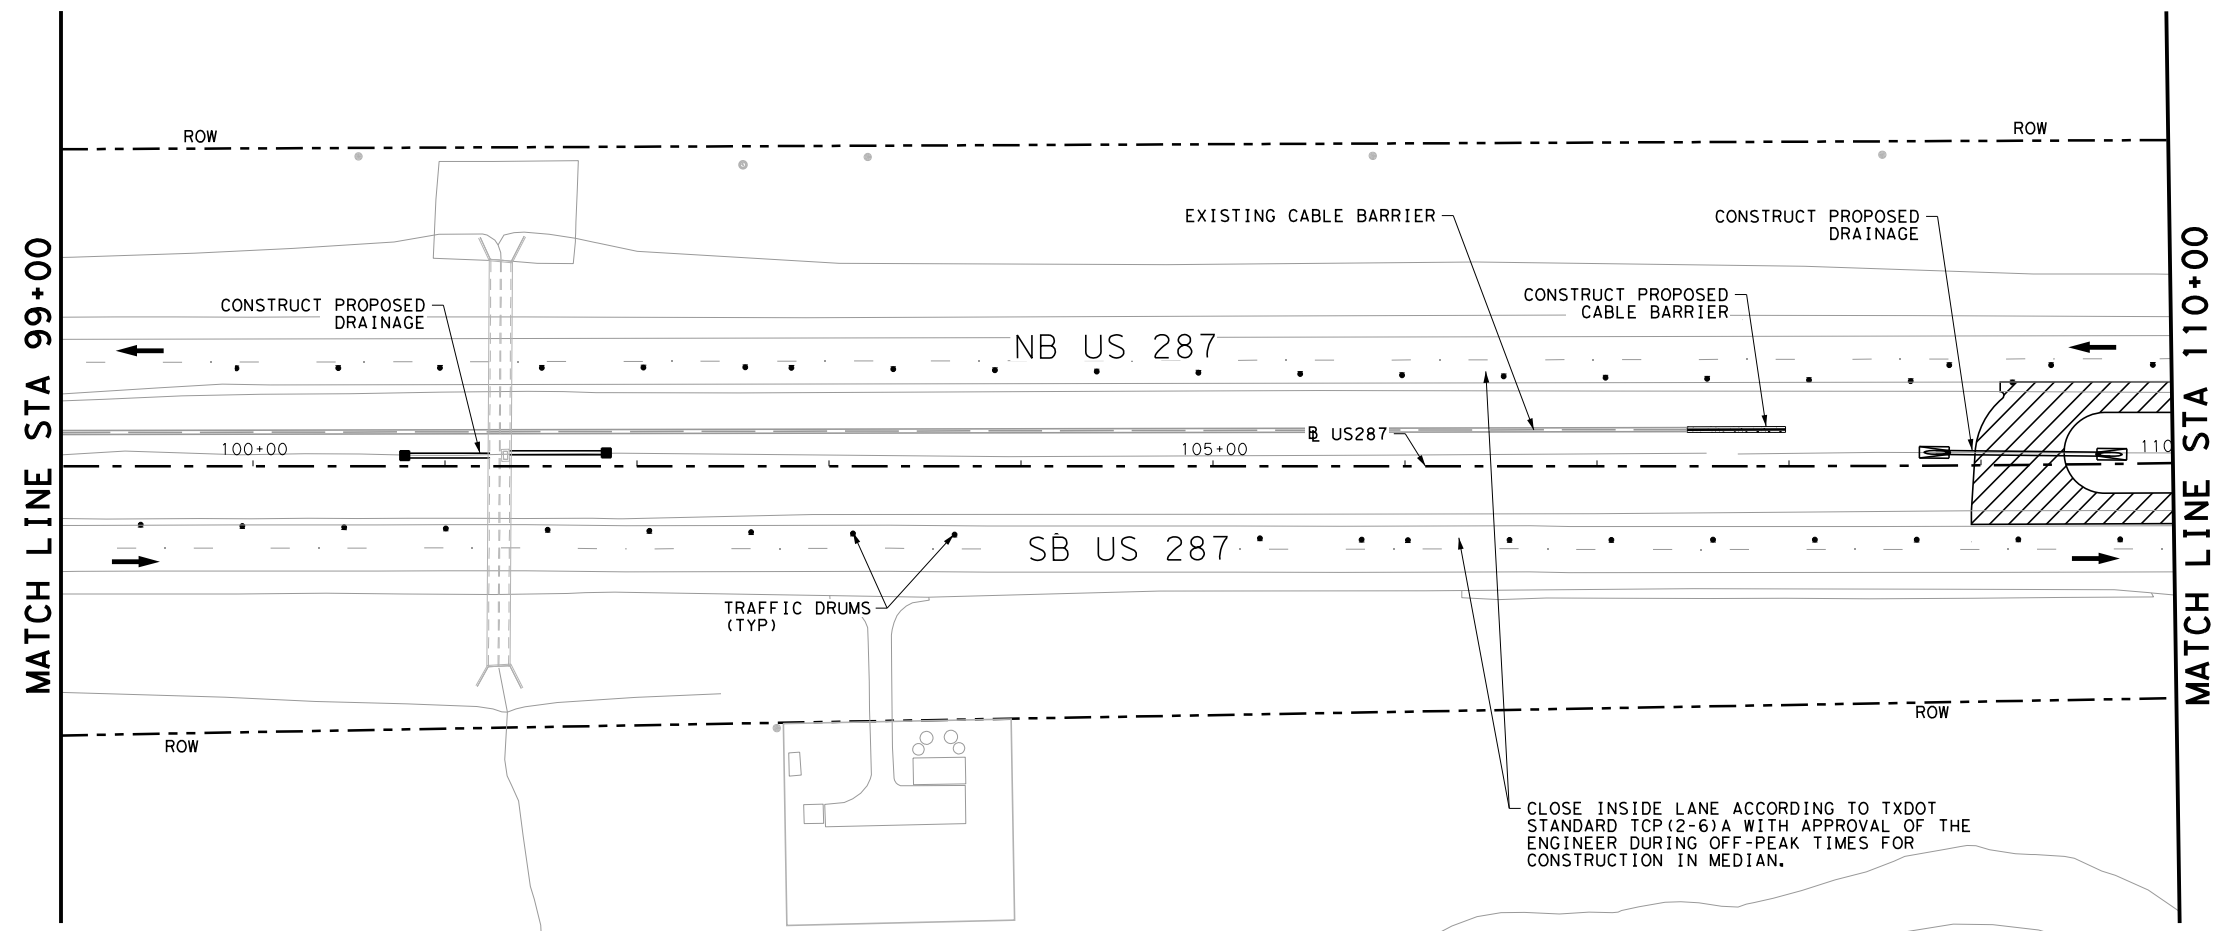 ROW
ROW
EXISTING CABLE BARRIER
CONSTRUCT PROPOSED
DRAINAGE
CONSTRUCT PROPOSED
DRAINAGE
CONSTRUCT PROPOSED
CABLE BARRIER
NB US 287
MATCH LINE STA 99+00
MATCH LINE STA 110+00
100+00
105+00
BL US287
110
SB US 287
TRAFFIC DRUMS
(TYP)
ROW
ROW
CLOSE INSIDE LANE ACCORDING TO TXDOT
STANDARD TCP(2-6)A WITH APPROVAL OF THE
ENGINEER DURING OFF-PEAK TIMES FOR
CONSTRUCTION IN MEDIAN.